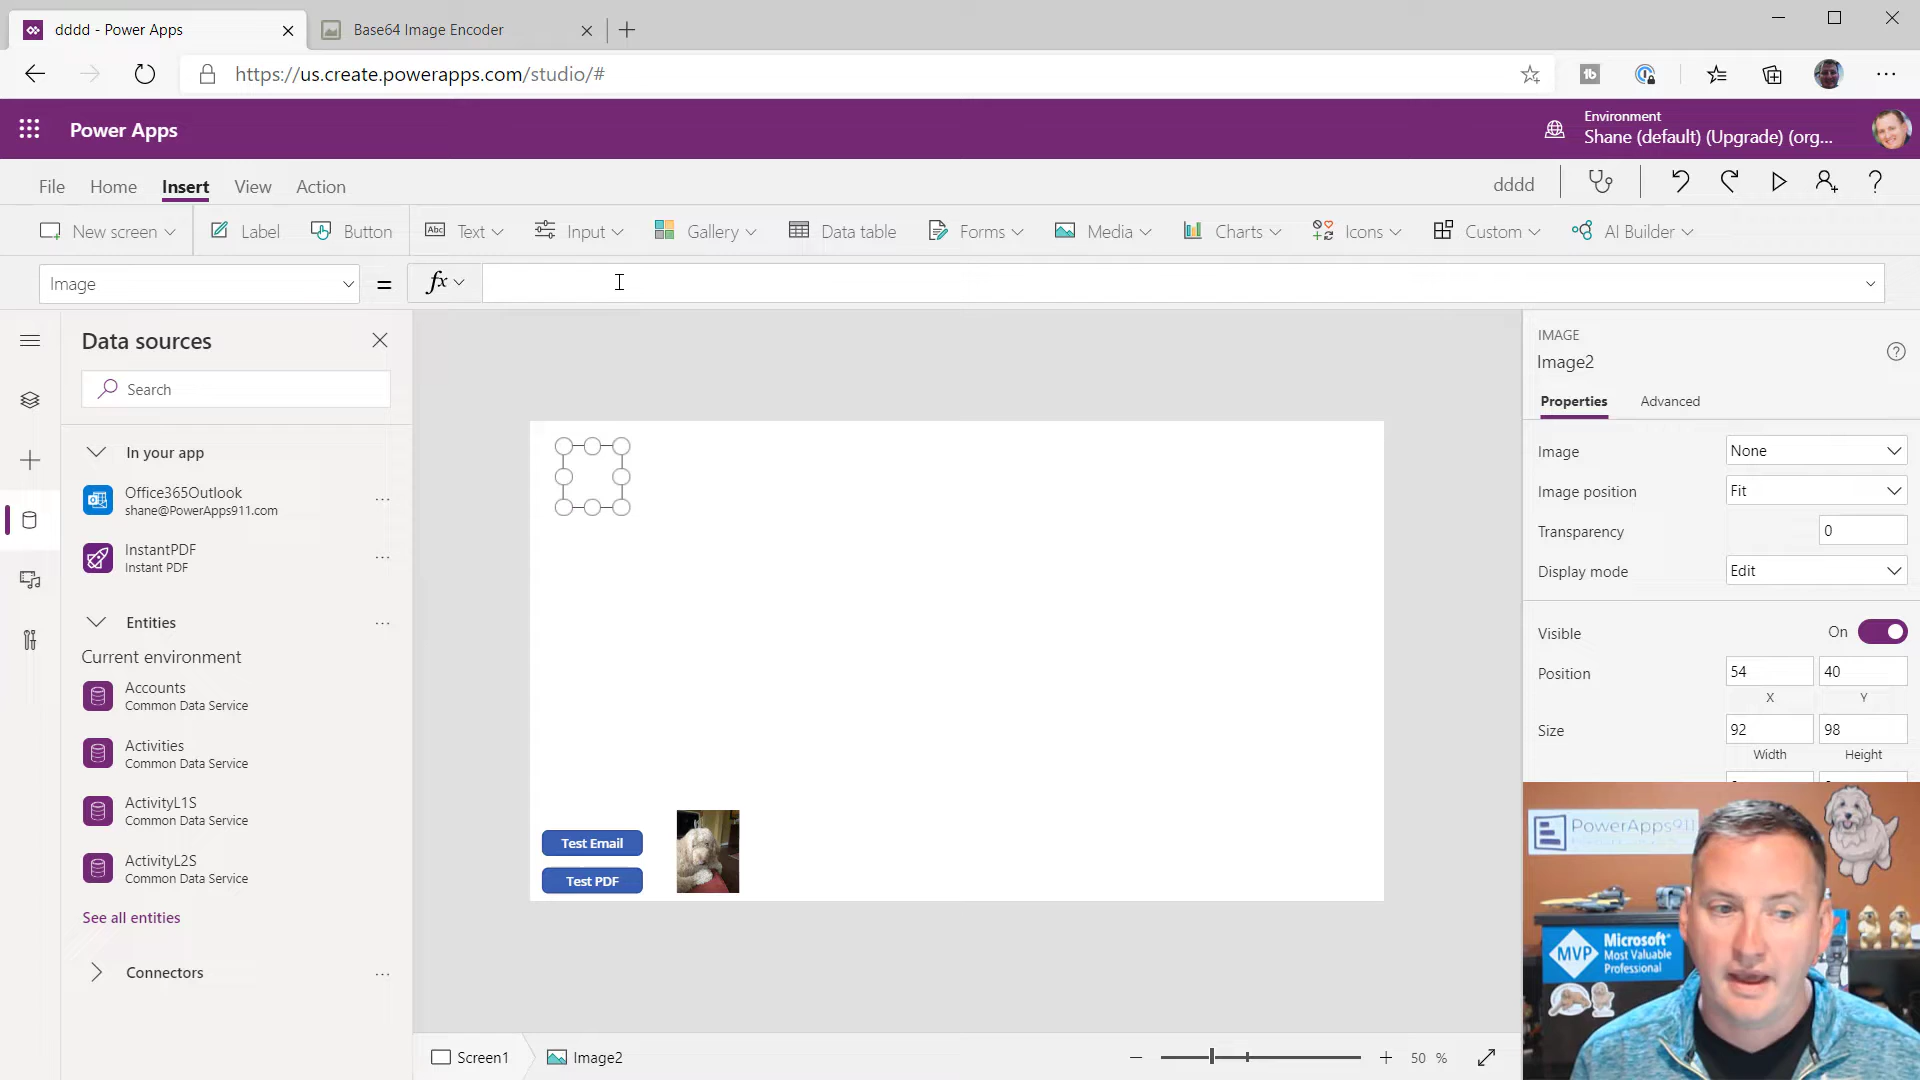 dddd - Power Apps
Base64 Image Encoder
https://us.create.powerapps.com/studio/#
Power Apps
Environment
Shane (default) (Upgrade) (org...
File
Home
Insert
View
Action
dddd
New screen
Label
Button
Abc
Text
Input
Gallery
Data table
Forms
Media
Charts
Icons
Custom
AI Builder
Image
=
fx
Data sources
Search
In your app
Office365Outlook
shane@PowerApps911.com
InstantPDF
Instant PDF
Entities
Current environment
Accounts
Common Data Service
Activities
Common Data Service
ActivityL1S
Common Data Service
ActivityL2S
Common Data Service
See all entities
Connectors
Test Email
Test PDF
Screen1
Image2
50 %
IMAGE
Image2
Properties
Advanced
Image
None
Image position
Fit
Transparency
0
Display mode
Edit
Visible
On
Position
54
40
X
Y
Size
92
98
Width
Height
PowerApps911
MVP
Microsoft
Most Valuable
Professional